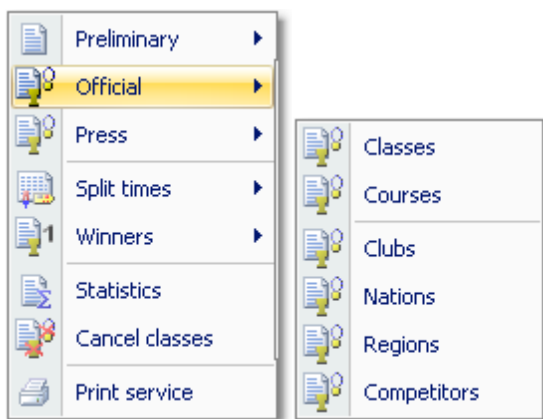 Preliminary
Official
Press
Split times
Winners
Statistics
Cancel classes
Print service
Classes
Courses
Clubs
Nations
Regions
Competitors